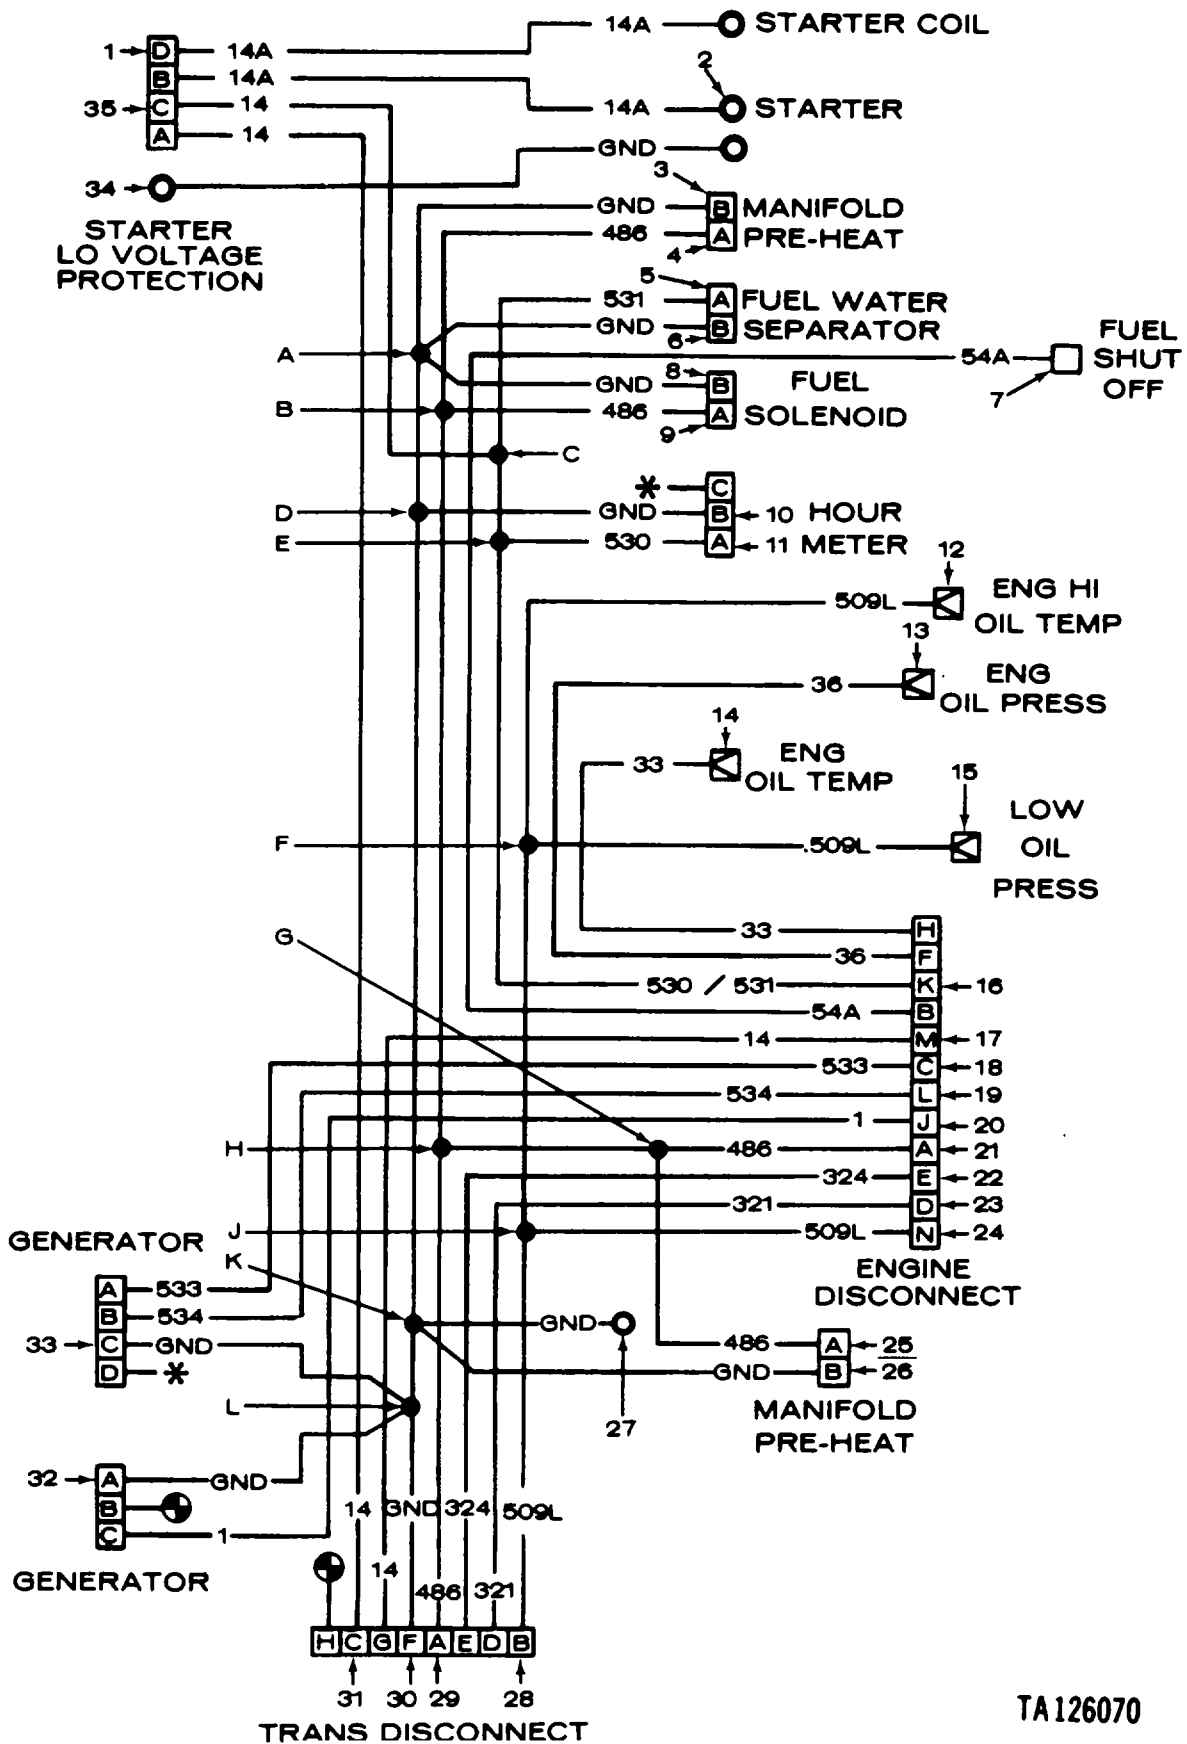 14A STARTER COIL
1 D 14A
2
B 14A
35 C 14
14A STARTER
A 14
GND
34
3
STARTER
LO VOLTAGE
PROTECTION
GND B MANIFOLD
486 A PRE-HEAT
4
5
531 A FUEL WATER
GND B SEPARATOR
6
A
54A
FUEL
SHUT
OFF
7
8
GND B FUEL
B 486 A SOLENOID
9
C
* C
D GND B 10 HOUR
E 530 A 11 METER
12
509L ENG HI
OIL TEMP
13
36 ENG
OIL PRESS
14
33 ENG
OIL TEMP
15
F .509L
LOW
OIL
PRESS
G
33 H
36 F
530 / 531 K 16
54A B
14 M 17
533 C 18
534 L 19
1 J 20
H 486 A 21
324 E 22
321 D 23
J 509L N 24
ENGINE
DISCONNECT
GENERATOR
K
A 533
B 534
33 C GND
D *
GND
27
486 A 25
GND B 26
MANIFOLD
PRE-HEAT
L
32 A GND
B
C 1
GENERATOR
14 GND 324 509L
14 486 321
H C G F A E D B
31 30 29 28
TRANS DISCONNECT
TA126070